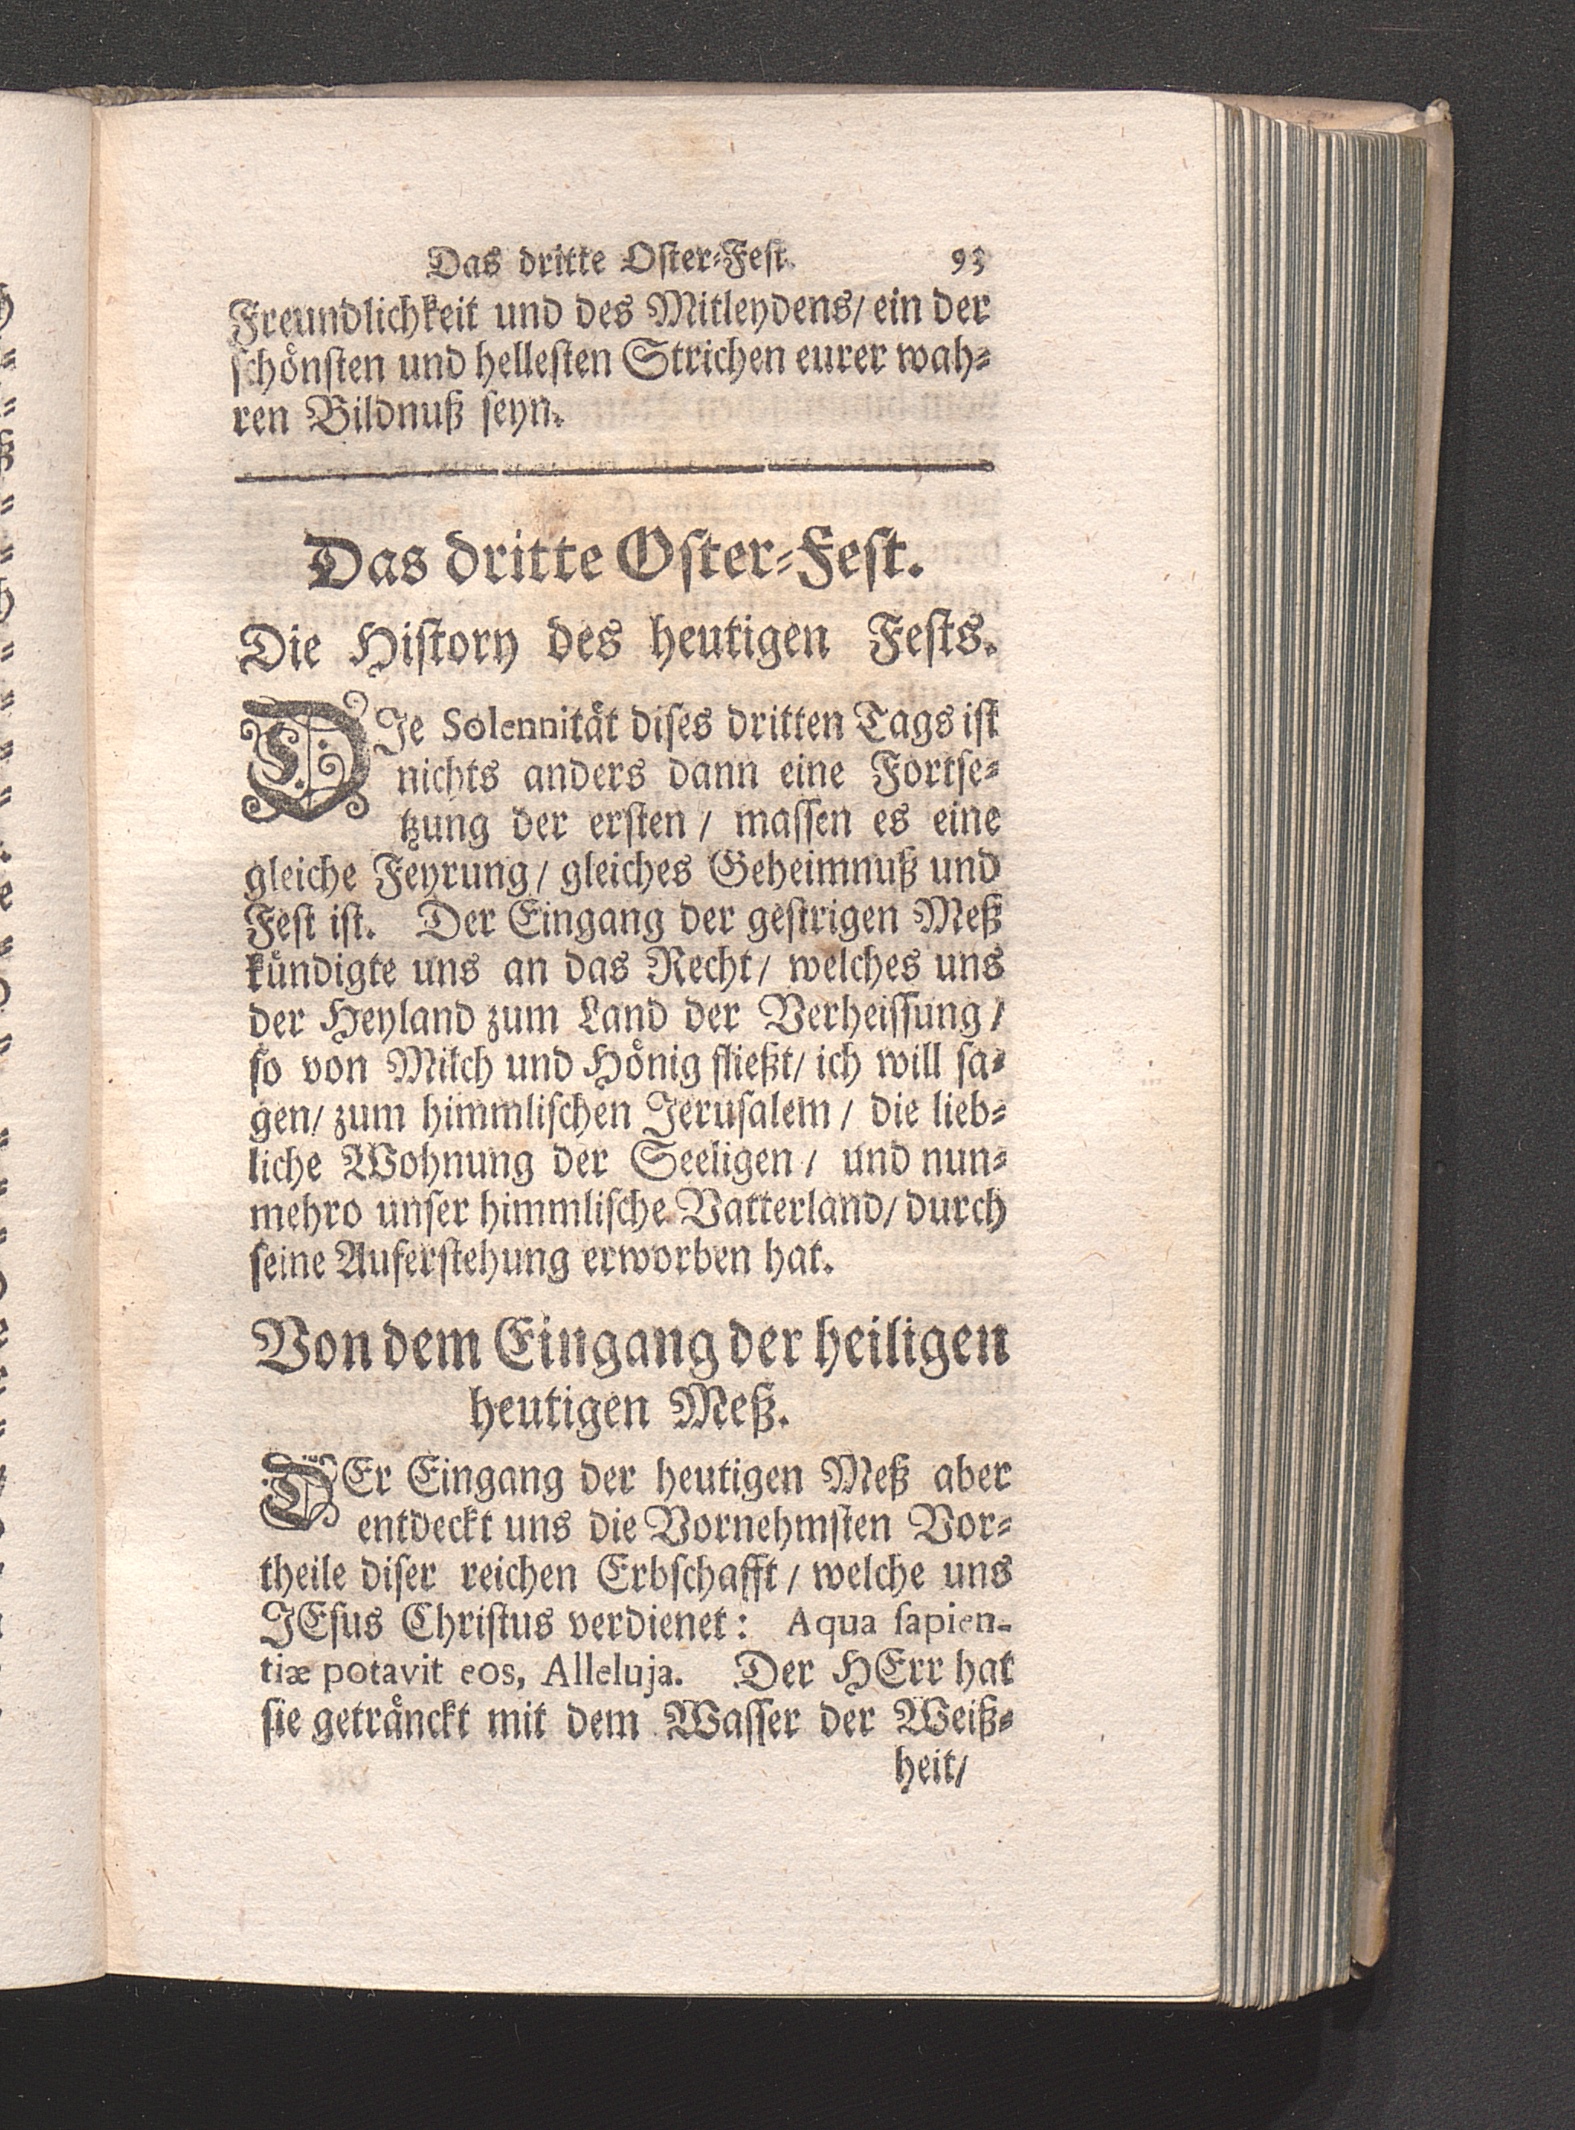 Das dritte Oster-Fest. 93
Freundlichkeit und des Mitleydens/ ein der
schönsten und hellesten Strichen eurer wah-
ren Bildnuß seyn.
Das dritte Oster-Fest.
Die History des heutigen Fests.
DIe Solennität dises dritten Tags ist
nichts anders dann eine Fortse-
tzung der ersten / massen es eine
gleiche Feyrung / gleiches Geheimnuß und
Fest ist. Der Eingang der gestrigen Meß
kündigte uns an das Recht / welches uns
der Heyland zum Land der Verheissung /
so von Milch und Hönig fließt / ich will sa-
gen / zum himmlischen Jerusalem / die lieb-
liche Wohnung der Seeligen / und nun-
mehro unser himmlische Vatterland / durch
seine Auferstehung erworben hat.
Von dem Eingang der heiligen
heutigen Meß.
DEr Eingang der heutigen Meß aber
entdeckt uns die Vornehmsten Vor-
theile diser reichen Erbschafft / welche uns
JEsus Christus verdienet: Aqua sapien-
tiæ potavit eos, Alleluja. Der HErr hat
sie getränckt mit dem Wasser der Weiß-
heit /